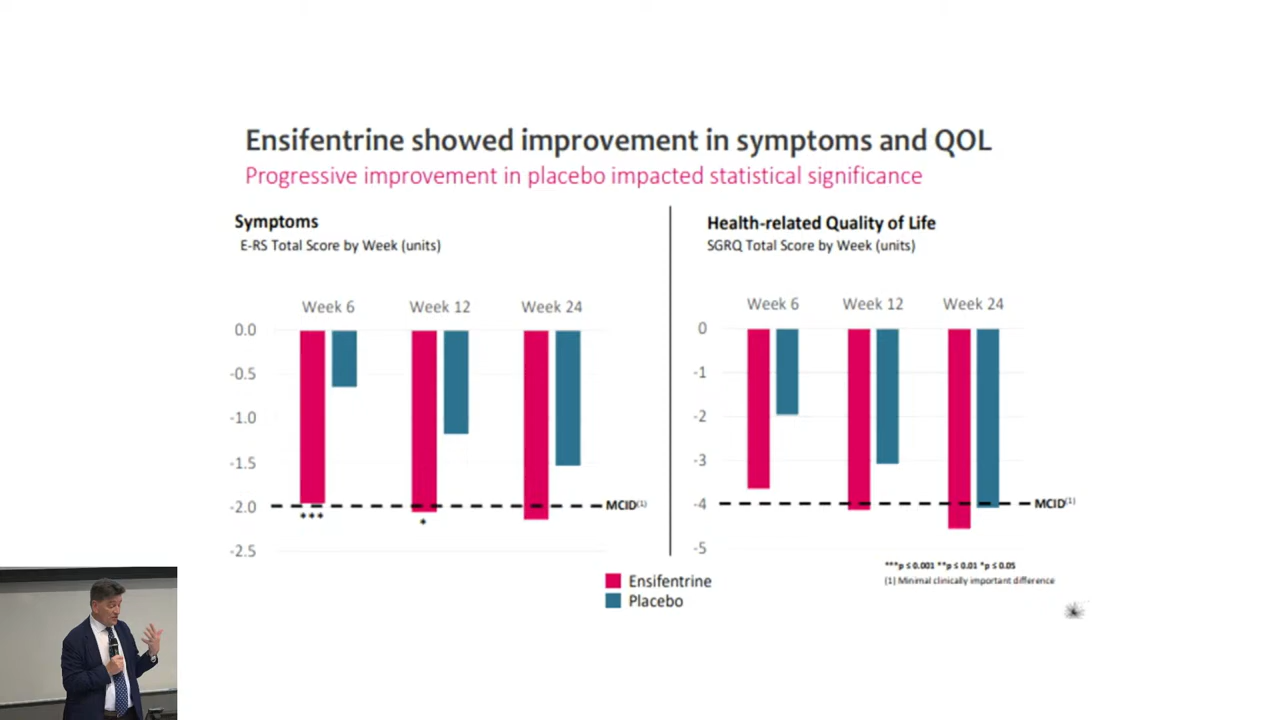 Ensifentrine showed improvement in symptoms and QOL
Progressive improvement in placebo impacted statistical significance
Symptoms
E-RS Total Score by Week (units)
Week 6 Week 12 Week 24
0.0
-0.5
-1.0
-1.5
-2.0
-2.5
MCID(1)
***
*
Health-related Quality of Life
SGRQ Total Score by Week (units)
Week 6 Week 12 Week 24
0
-1
-2
-3
-4
-5
MCID(1)
***p ≤ 0.001 **p ≤ 0.01 *p ≤ 0.05
(1) Minimal clinically important difference
Ensifentrine
Placebo